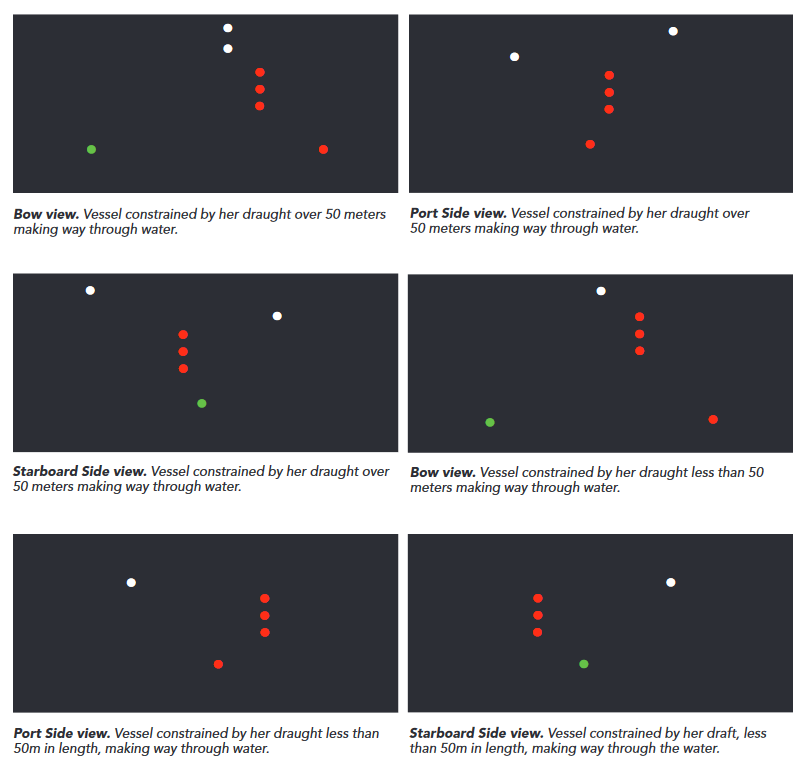 Bow view. Vessel constrained by her draught over 50 meters
making way through water.
Port Side view. Vessel constrained by her draught over
50 meters making way through water.
Starboard Side view. Vessel constrained by her draught over
50 meters making way through water.
Bow view. Vessel constrained by her draught less than 50
meters making way through water.
Port Side view. Vessel constrained by her draught less than
50m in length, making way through water.
Starboard Side view. Vessel constrained by her draft, less
than 50m in length, making way through the water.